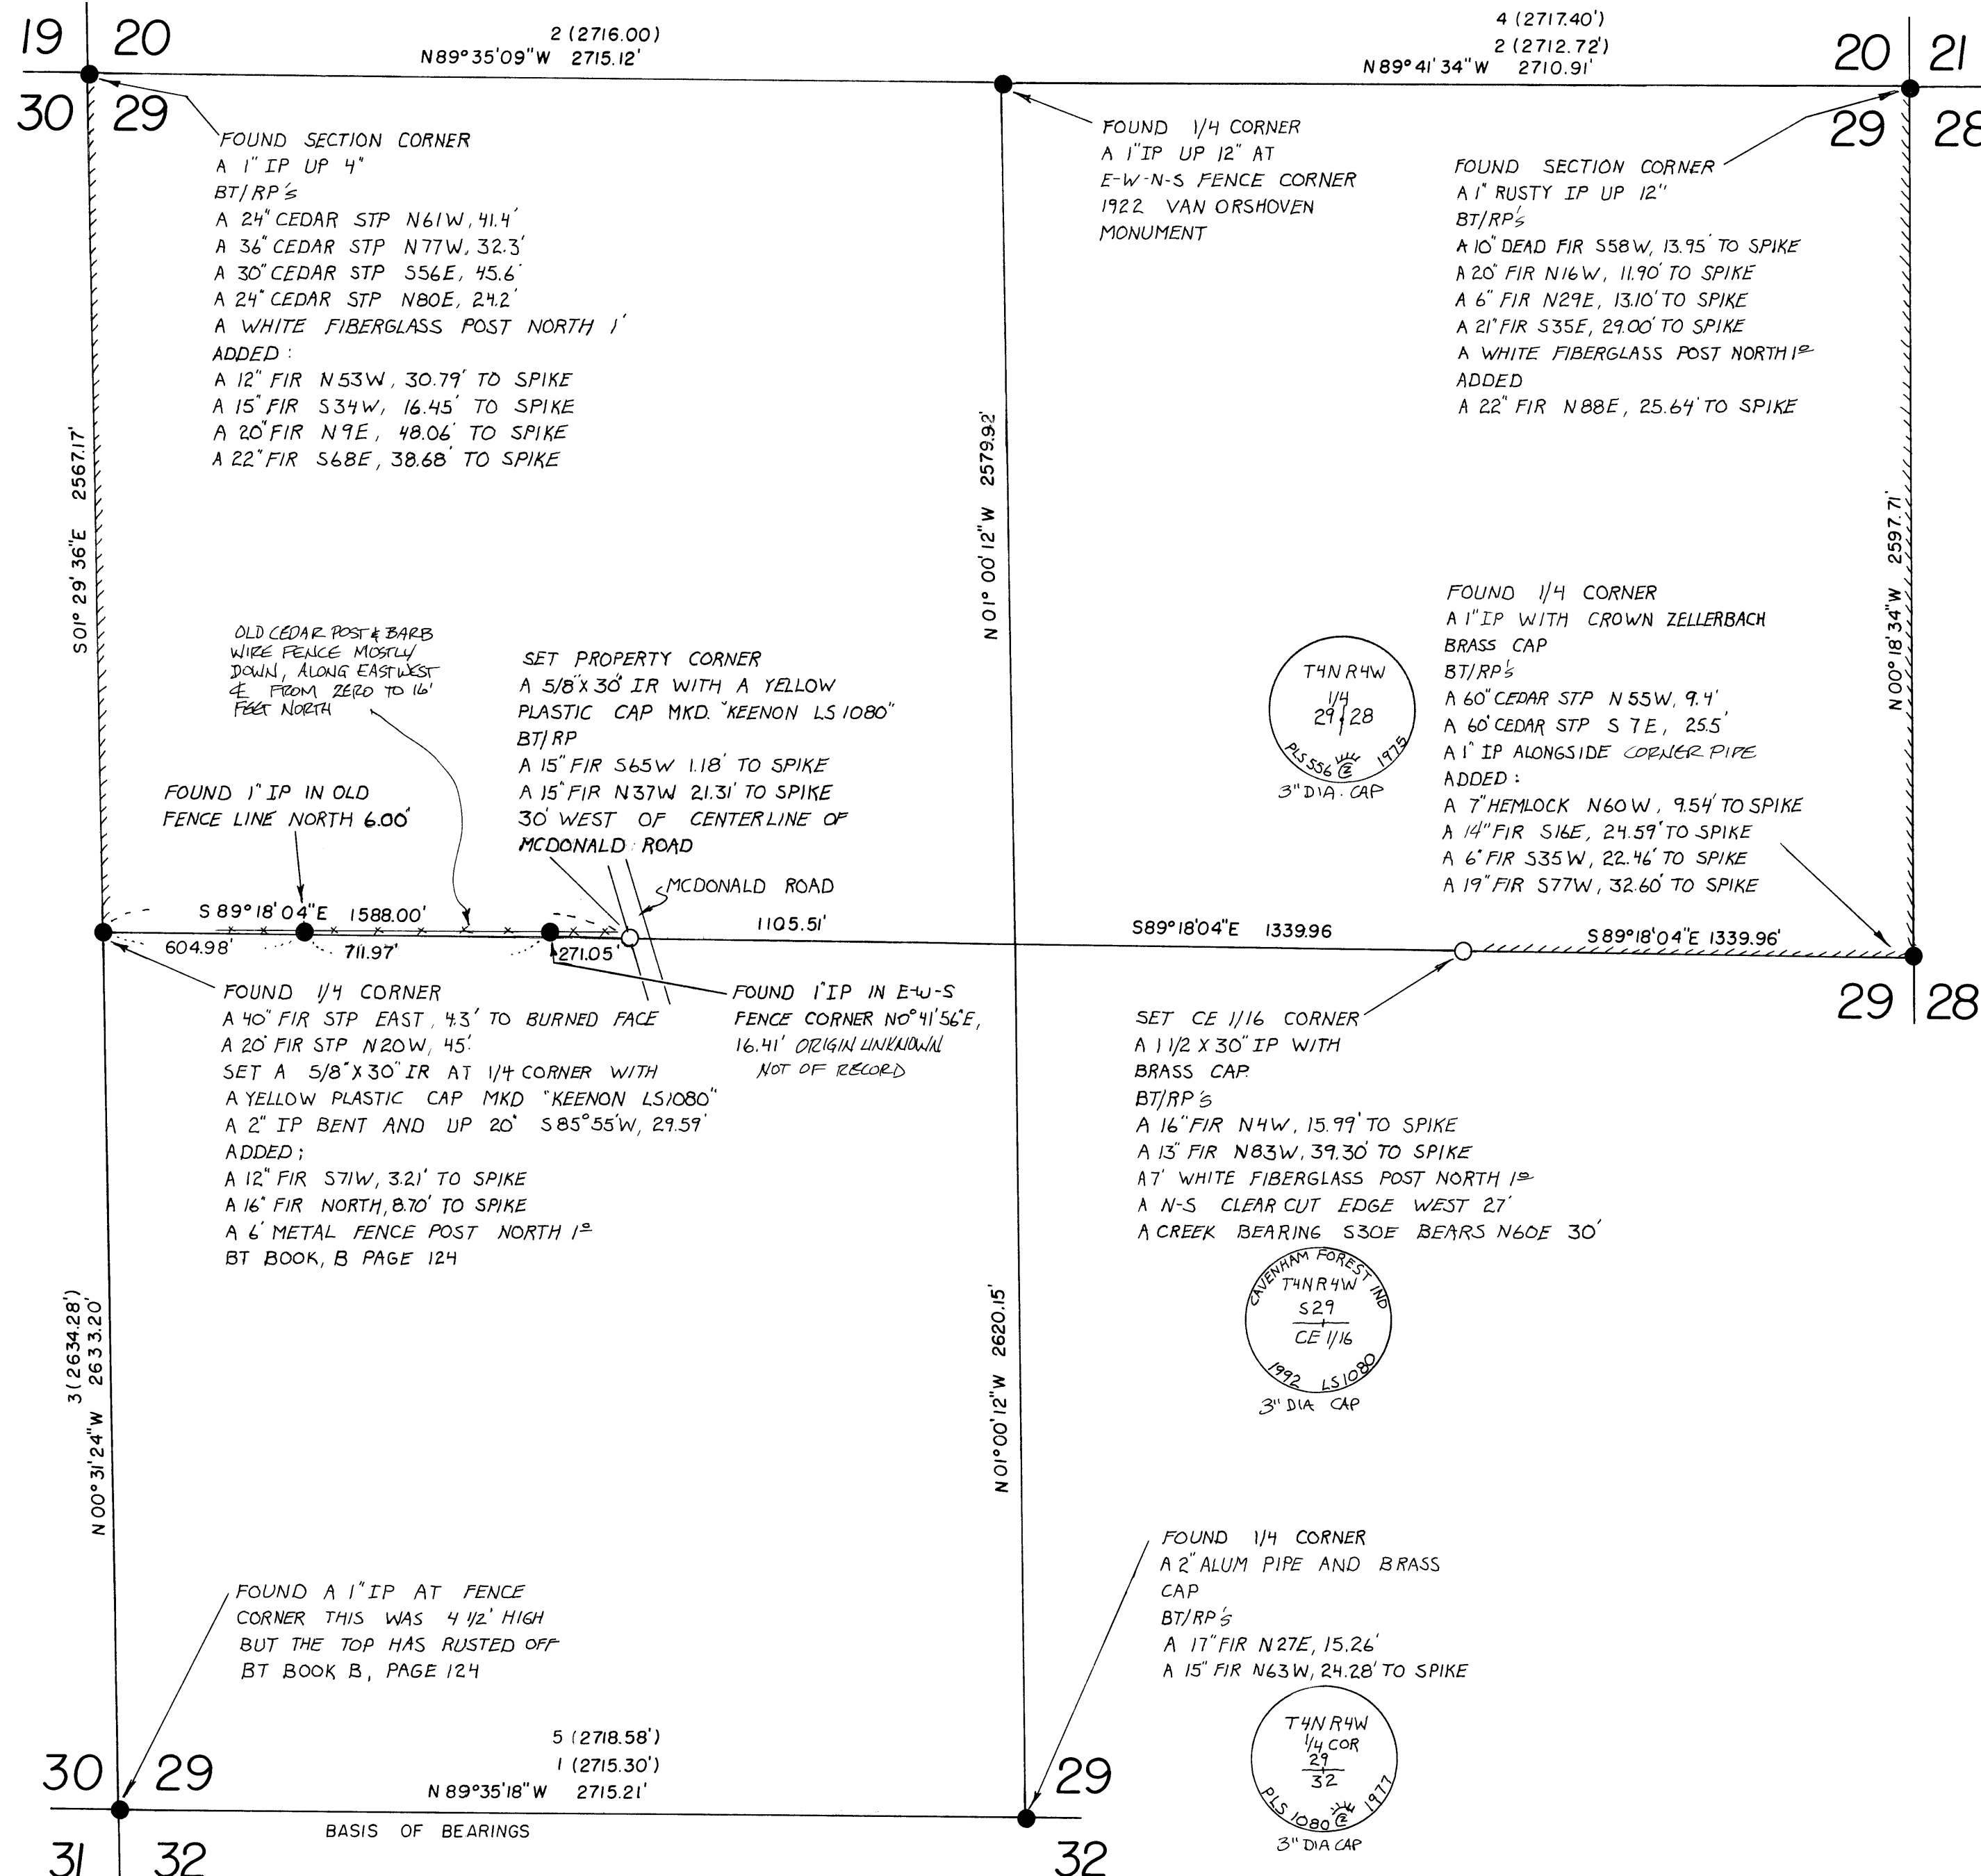 19 20
30 29
2 (2716.00)
N89°35'09"W 2715.12'
4 (2717.40')
2 (2712.72')
N89°41'34"W 2710.91'
20 21
29 28
FOUND SECTION CORNER
A 1" IP UP 4"
BT/RP'S
A 24" CEDAR STP N61W, 41.4'
A 36" CEDAR STP N77W, 32.3'
A 30" CEDAR STP S56E, 45.6'
A 24" CEDAR STP N80E, 24.2'
A WHITE FIBERGLASS POST NORTH 1'
ADDED:
A 12" FIR N53W, 30.79' TO SPIKE
A 15" FIR S34W, 16.45' TO SPIKE
A 20" FIR N9E, 48.06' TO SPIKE
A 22" FIR S68E, 38.68' TO SPIKE
FOUND 1/4 CORNER
A 1" IP UP 12" AT
E-W-N-S FENCE CORNER
1922 VAN ORSHOVEN
MONUMENT
FOUND SECTION CORNER
A 1" RUSTY IP UP 12"
BT/RP'S
A 10" DEAD FIR S58W, 13.95' TO SPIKE
A 20" FIR N16W, 11.90' TO SPIKE
A 6" FIR N29E, 13.10' TO SPIKE
A 21" FIR S35E, 29.00' TO SPIKE
A WHITE FIBERGLASS POST NORTH 1º
ADDED
A 22" FIR N88E, 25.64' TO SPIKE
S01° 29' 36"E 2567.17'
N01° 00' 12"W 2579.92'
N00°18'34"W 2597.71'
OLD CEDAR POST & BARB
WIRE FENCE MOSTLY
DOWN, ALONG EASTWEST
℄ FROM ZERO TO 16'
FEET NORTH
SET PROPERTY CORNER
A 5/8"X 30" IR WITH A YELLOW
PLASTIC CAP MKD. "KEENON LS 1080"
BT/RP
A 15" FIR S65W 1.18' TO SPIKE
A 15" FIR N37W 21.31' TO SPIKE
30' WEST OF CENTERLINE OF
MCDONALD ROAD
T4N R4W
1/4
29 28
PLS 556 CZ 1975
3" DIA. CAP
FOUND 1/4 CORNER
A 1" IP WITH CROWN ZELLERBACH
BRASS CAP
BT/RP'S
A 60" CEDAR STP N55W, 9.4'
A 60" CEDAR STP S 7E, 25.5'
A 1" IP ALONGSIDE CORNER PIPE
ADDED:
A 7" HEMLOCK N60W, 9.54' TO SPIKE
A 14" FIR S16E, 24.59' TO SPIKE
A 6" FIR S35W, 22.46' TO SPIKE
A 19" FIR S77W, 32.60' TO SPIKE
FOUND 1" IP IN OLD
FENCE LINE NORTH 6.00'
MCDONALD ROAD
S89°18'04"E 1588.00'
1105.51'
S89°18'04"E 1339.96
S89°18'04"E 1339.96'
604.98'
711.97'
271.05'
29 28
FOUND 1/4 CORNER
A 40" FIR STP EAST, 4.3' TO BURNED FACE
A 20" FIR STP N20W, 45'
SET A 5/8"X30" IR AT 1/4 CORNER WITH
A YELLOW PLASTIC CAP MKD "KEENON LS1080"
A 2" IP BENT AND UP 20" S85°55'W, 29.59'
ADDED;
A 12" FIR S71W, 3.21' TO SPIKE
A 16" FIR NORTH, 8.70' TO SPIKE
A 6' METAL FENCE POST NORTH 1º
BT BOOK, B PAGE 124
FOUND 1" IP IN E-W-S
FENCE CORNER N0°41'56"E,
16.41' ORIGIN UNKNOWN
NOT OF RECORD
SET CE 1/16 CORNER
A 1 1/2 X 30" IP WITH
BRASS CAP.
BT/RP'S
A 16" FIR N4W, 15.99' TO SPIKE
A 13" FIR N83W, 39.30' TO SPIKE
A 7' WHITE FIBERGLASS POST NORTH 1º
A N-S CLEAR CUT EDGE WEST 27'
A CREEK BEARING S30E BEARS N60E 30'
CAVENHAM FOREST IND
T4NR4W
S29
CE 1/16
1992 LS1080
3" DIA CAP
3 (2634.28')
N00°31'24"W 2633.20'
N01°00'12"W 2620.15'
FOUND A 1" IP AT FENCE
CORNER THIS WAS 4 1/2' HIGH
BUT THE TOP HAS RUSTED OFF
BT BOOK B, PAGE 124
FOUND 1/4 CORNER
A 2" ALUM PIPE AND BRASS
CAP
BT/RP'S
A 17" FIR N27E, 15.26'
A 15" FIR N63W, 24.28' TO SPIKE
T4N R4W
1/4 COR
29
32
PLS 1080 CZ 1977
3" DIA CAP
5 (2718.58')
1 (2715.30')
N89°35'18"W 2715.21'
BASIS OF BEARINGS
30 29
31 32
29
32